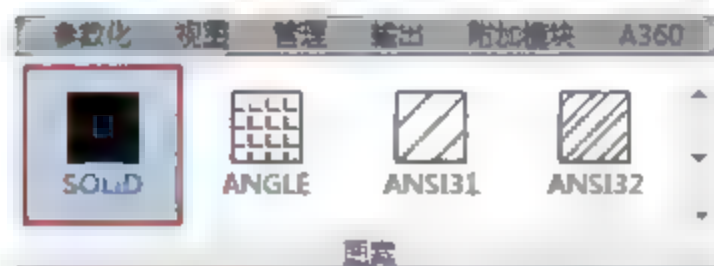 参数化 视图 管理 输出 附加模块 A360
SOLID ANGLE ANSI31 ANSI32
图案